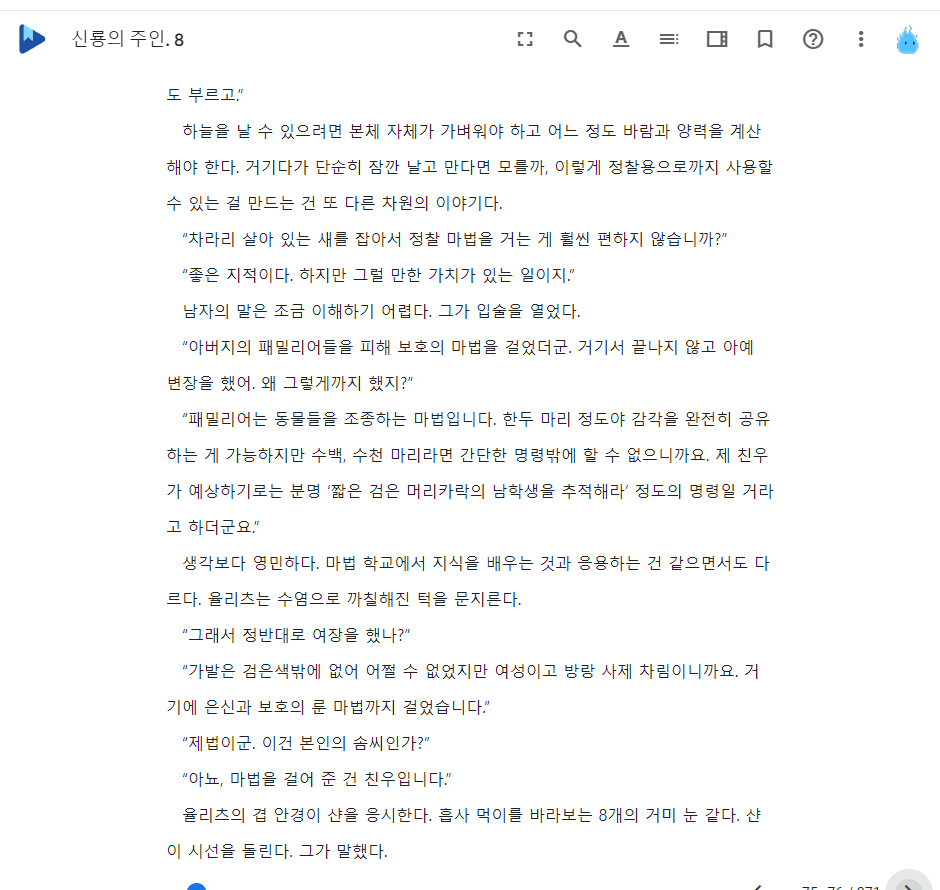 신룡의 주인. 8
도 부르고.”
하늘을 날 수 있으려면 본체 자체가 가벼워야 하고 어느 정도 바람과 양력을 계산
해야 한다. 거기다가 단순히 잠깐 날고 만다면 모를까, 이렇게 정찰용으로까지 사용할
수 있는 걸 만드는 건 또 다른 차원의 이야기다.
“차라리 살아 있는 새를 잡아서 정찰 마법을 거는 게 훨씬 편하지 않습니까?”
“좋은 지적이다. 하지만 그럴 만한 가치가 있는 일이지.”
남자의 말은 조금 이해하기 어렵다. 그가 입술을 열었다.
“아버지의 패밀리어들을 피해 보호의 마법을 걸었더군. 거기서 끝나지 않고 아예
변장을 했어. 왜 그렇게까지 했지?”
“패밀리어는 동물들을 조종하는 마법입니다. 한두 마리 정도야 감각을 완전히 공유
하는 게 가능하지만 수백, 수천 마리라면 간단한 명령밖에 할 수 없으니까요. 제 친우
가 예상하기로는 분명 ‘짧은 검은 머리카락의 남학생을 추적해라’ 정도의 명령일 거라
고 하더군요.”
생각보다 영민하다. 마법 학교에서 지식을 배우는 것과 응용하는 건 같으면서도 다
르다. 율리츠는 수염으로 까칠해진 턱을 문지른다.
“그래서 정반대로 여장을 했나?”
“가발은 검은색밖에 없어 어쩔 수 없었지만 여성이고 방랑 사제 차림이니까요. 거
기에 은신과 보호의 룬 마법까지 걸었습니다.”
“제법이군. 이건 본인의 솜씨인가?”
“아뇨, 마법을 걸어 준 건 친우입니다.”
율리츠의 겹 안경이 샨을 응시한다. 흡사 먹이를 바라보는 8개의 거미 눈 같다. 샨
이 시선을 돌린다. 그가 말했다.